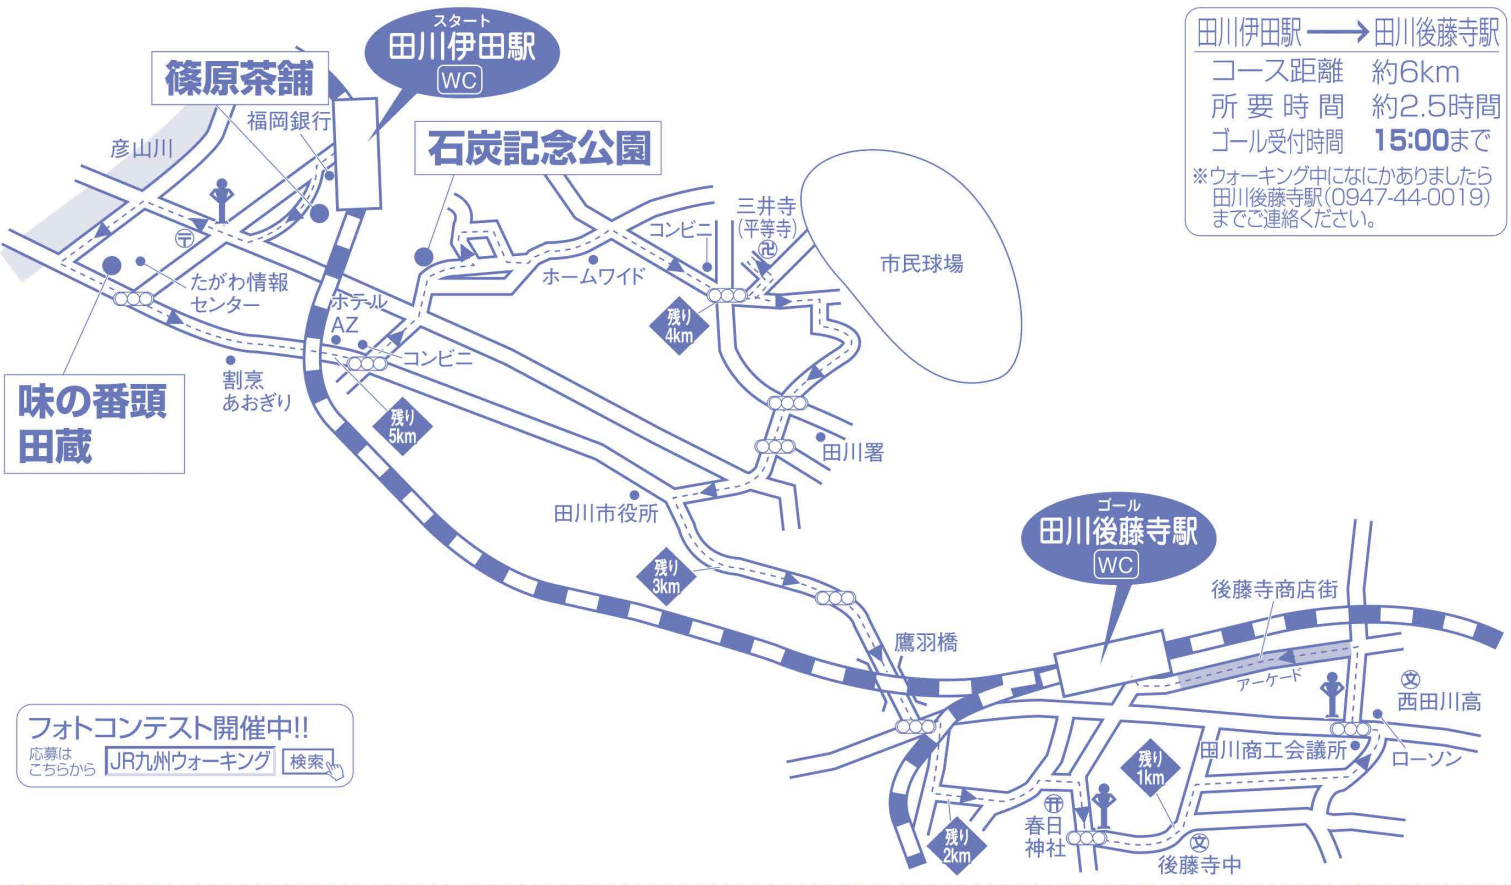 スタート
田川伊田駅
WC
篠原茶舗
福岡銀行
彦山川
石炭記念公園
コンビニ
三井寺
(平等寺)
卍
市民球場
ホームワイド
〒
たがわ情報
センター
ホテル
AZ
コンビニ
割烹
あおぎり
味の番頭
田蔵
残り
4km
残り
5km
田川署
田川市役所
残り
3km
鷹羽橋
ゴール
田川後藤寺駅
WC
後藤寺商店街
アーケード
文
西田川高
田川商工会議所
ローソン
残り
1km
春日
神社
残り
2km
文
後藤寺中
田川伊田駅→田川後藤寺駅
コース距離 約6km
所要時間 約2.5時間
ゴール受付時間 15:00まで
※ウォーキング中になにかありましたら
田川後藤寺駅(0947-44-0019)
までご連絡ください。
フォトコンテスト開催中!!
応募は
こちらから
JR九州ウォーキング 検索